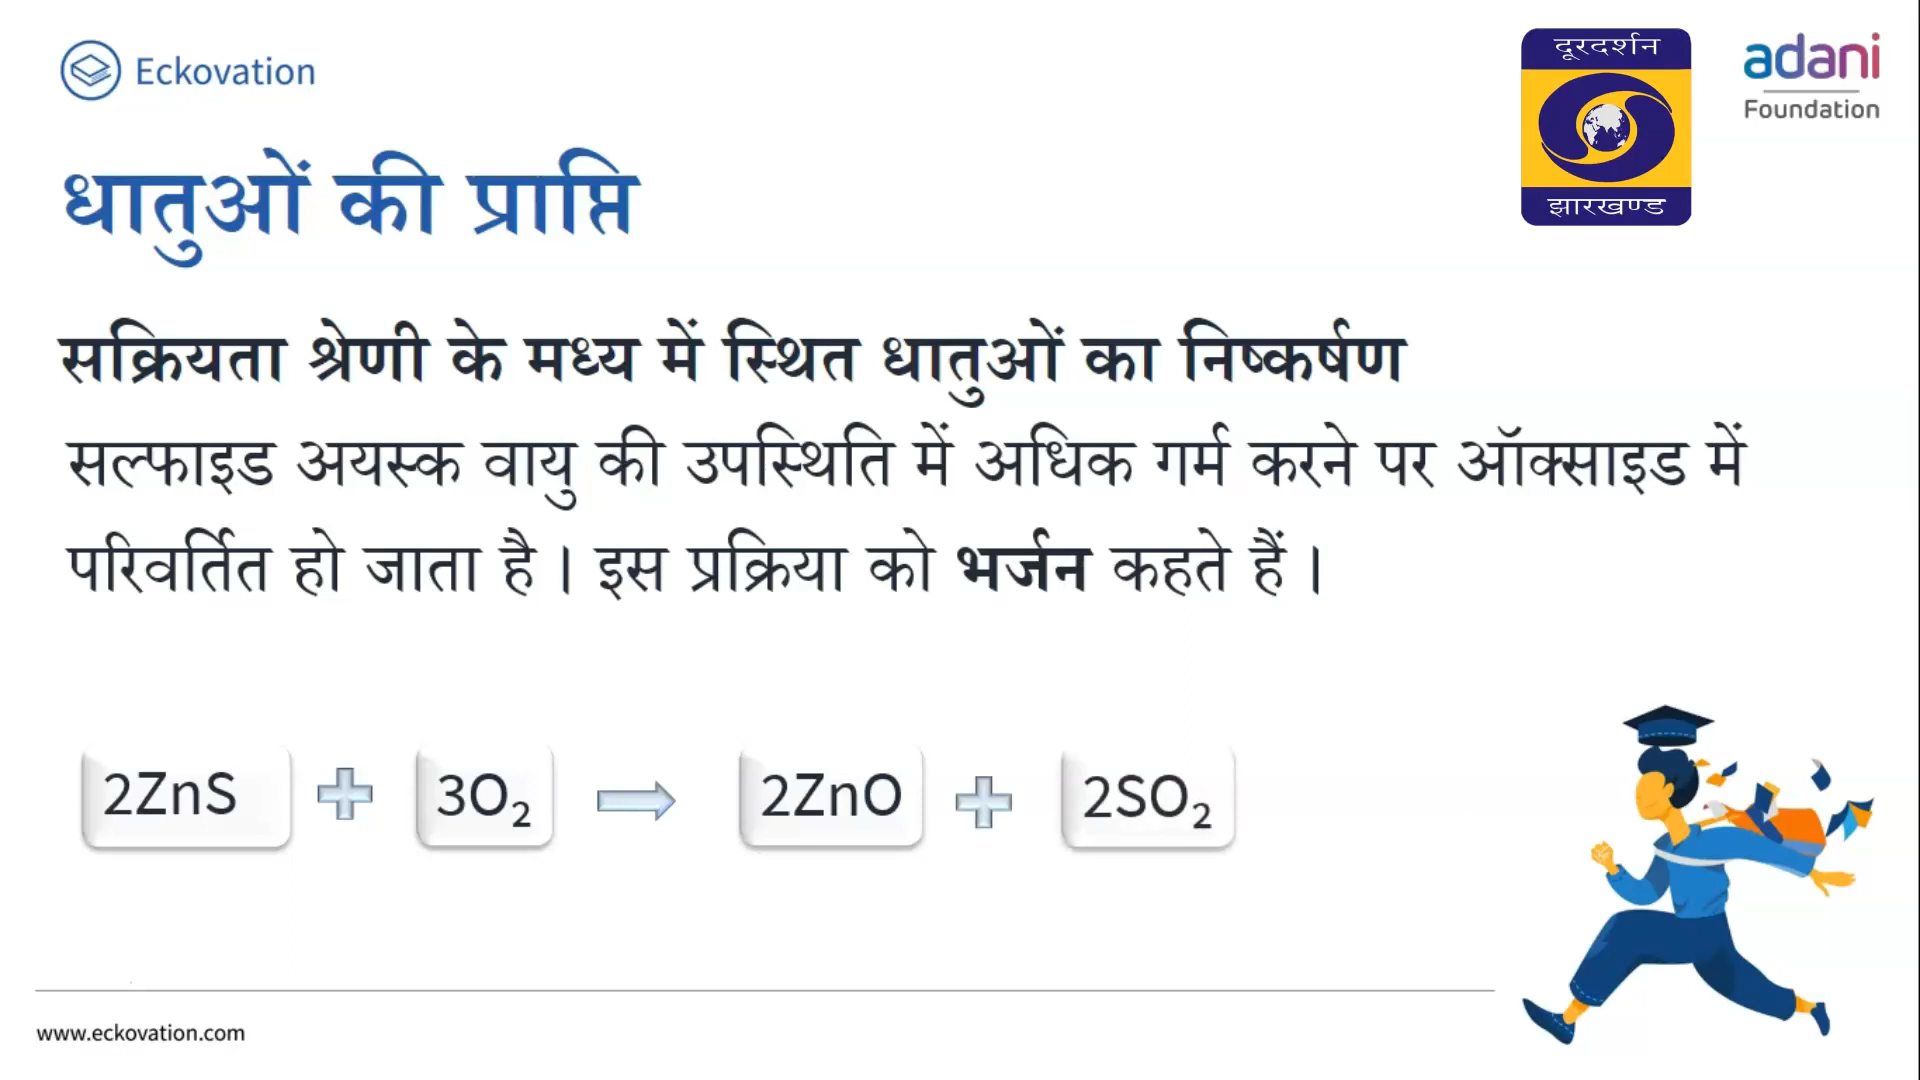 Eckovation
दूरदर्शन
adani
Foundation
झारखण्ड
धातुओं की प्राप्ति
सक्रियता श्रेणी के मध्य में स्थित धातुओं का निष्कर्षण
सल्फाइड अयस्क वायु की उपस्थिति में अधिक गर्म करने पर ऑक्साइड में
परिवर्तित हो जाता है । इस प्रक्रिया को भर्जन कहते हैं ।
2ZnS + 3O₂ → 2ZnO + 2SO₂
www.eckovation.com